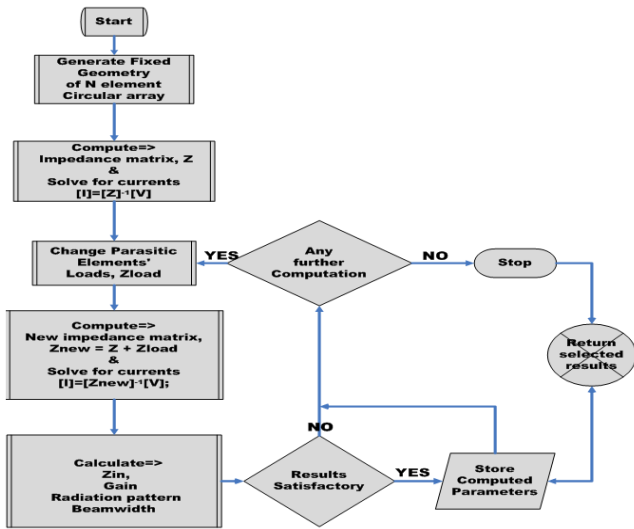 Start
Generate Fixed
Geometry
of N element
Circular array
Compute=>
Impedance matrix, Z
&
Solve for currents
[I]=[Z]⁻¹[V]
Change Parasitic
Elements'
Loads, Zload
YES
Any
further
Computation
NO
Stop
Compute=>
New impedance matrix,
Znew = Z + Zload
&
Solve for currents
[I]=[Znew]⁻¹[V];
Return
selected
results
NO
Calculate=>
Zin,
Gain
Radiation pattern
Beamwidth
Results
Satisfactory
YES
Store
Computed
Parameters